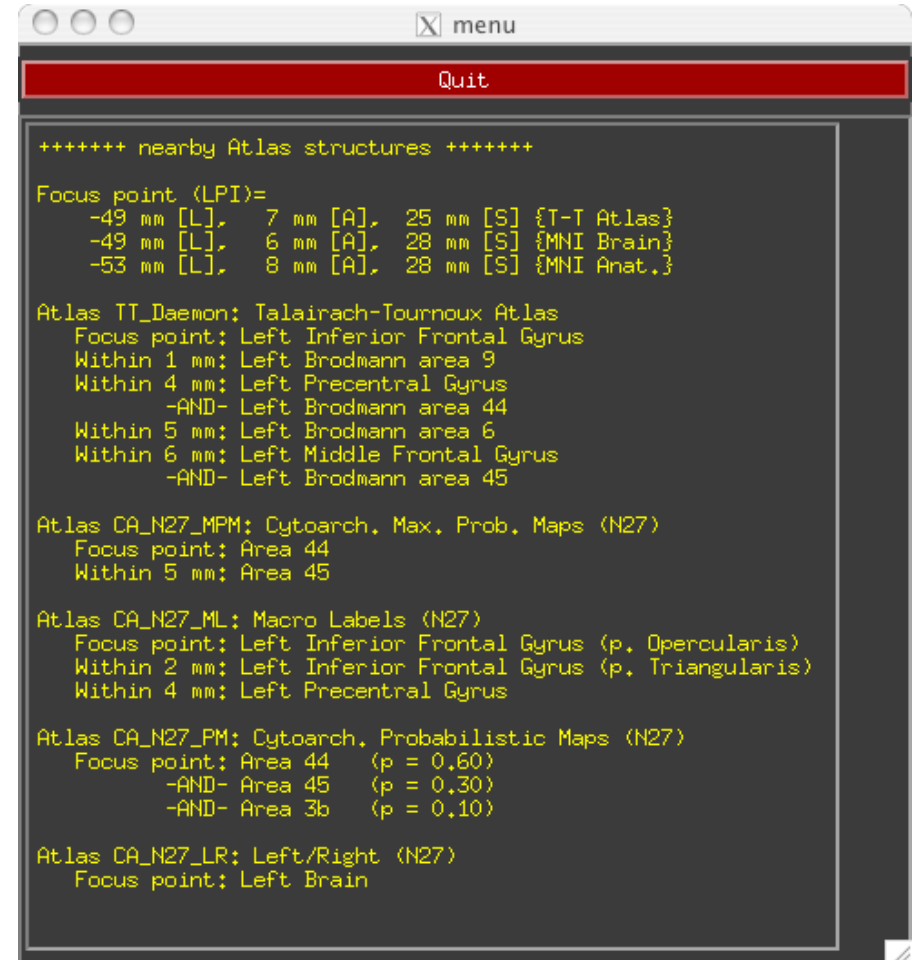 menu
Quit
+++++++ nearby Atlas structures +++++++
Focus point (LPI)=
-49 mm [L], 7 mm [A], 25 mm [S] {T-T Atlas}
-49 mm [L], 6 mm [A], 28 mm [S] {MNI Brain}
-53 mm [L], 8 mm [A], 28 mm [S] {MNI Anat.}
Atlas TT_Daemon: Talairach-Tournoux Atlas
Focus point: Left Inferior Frontal Gyrus
Within 1 mm: Left Brodmann area 9
Within 4 mm: Left Precentral Gyrus
-AND- Left Brodmann area 44
Within 5 mm: Left Brodmann area 6
Within 6 mm: Left Middle Frontal Gyrus
-AND- Left Brodmann area 45
Atlas CA_N27_MPM: Cytoarch. Max. Prob. Maps (N27)
Focus point: Area 44
Within 5 mm: Area 45
Atlas CA_N27_ML: Macro Labels (N27)
Focus point: Left Inferior Frontal Gyrus (p. Opercularis)
Within 2 mm: Left Inferior Frontal Gyrus (p. Triangularis)
Within 4 mm: Left Precentral Gyrus
Atlas CA_N27_PM: Cytoarch. Probabilistic Maps (N27)
Focus point: Area 44 (p = 0.60)
-AND- Area 45 (p = 0.30)
-AND- Area 3b (p = 0.10)
Atlas CA_N27_LR: Left/Right (N27)
Focus point: Left Brain